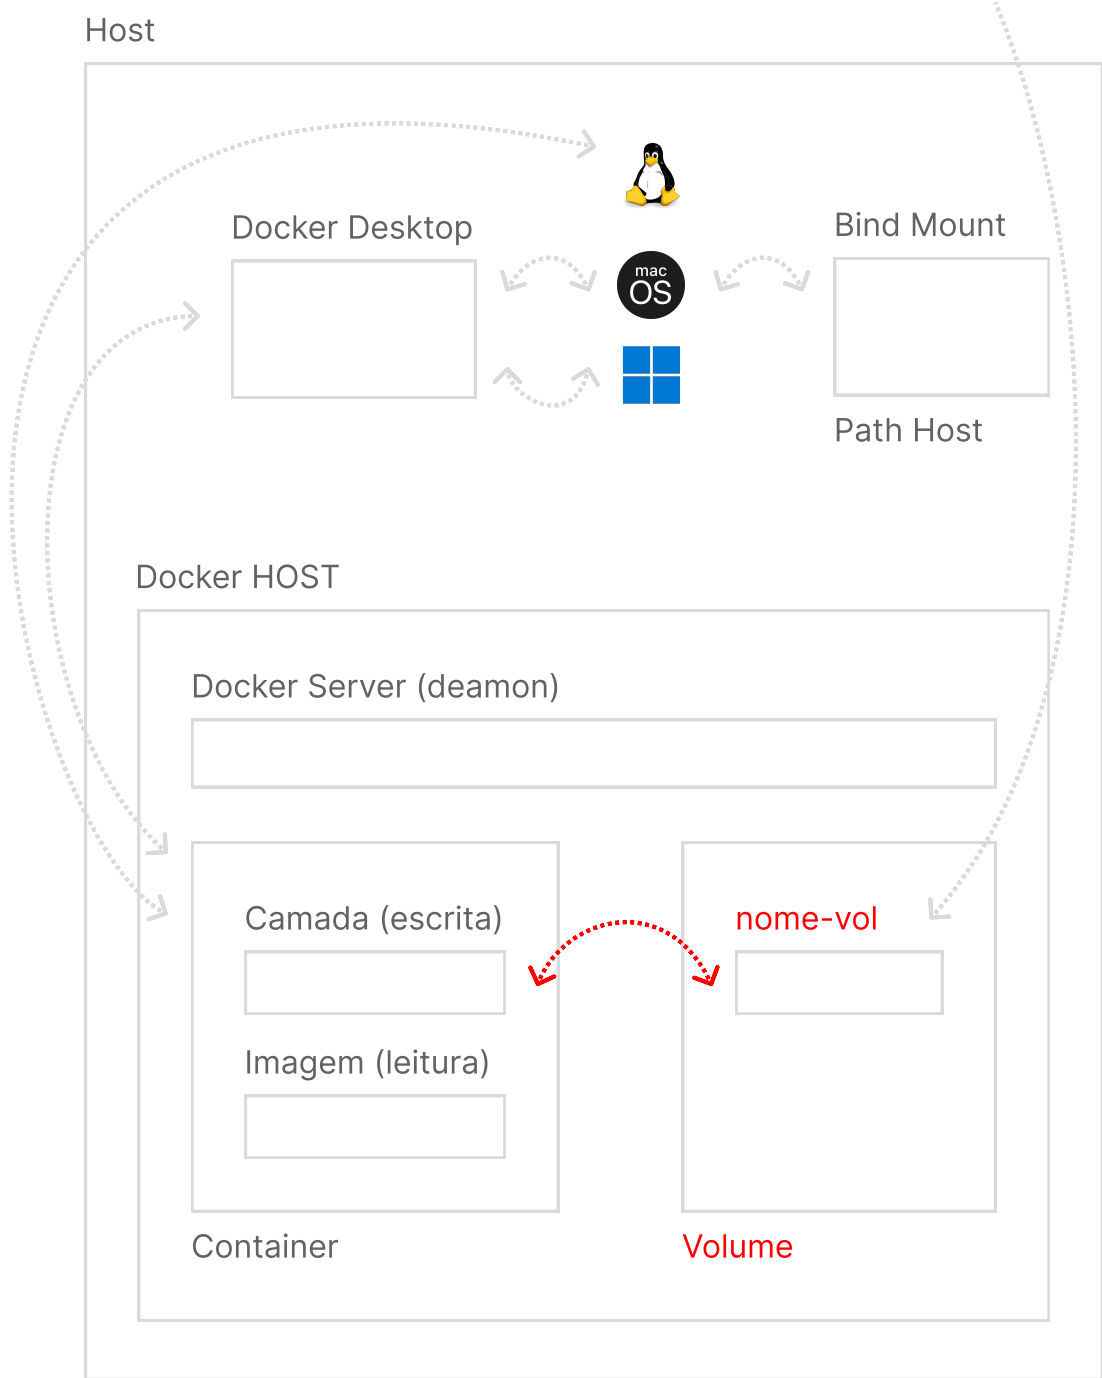 Host
Docker Desktop
mac
OS
Bind Mount
Path Host
Docker HOST
Docker Server (deamon)
Camada (escrita)
nome-vol
Imagem (leitura)
Container
Volume